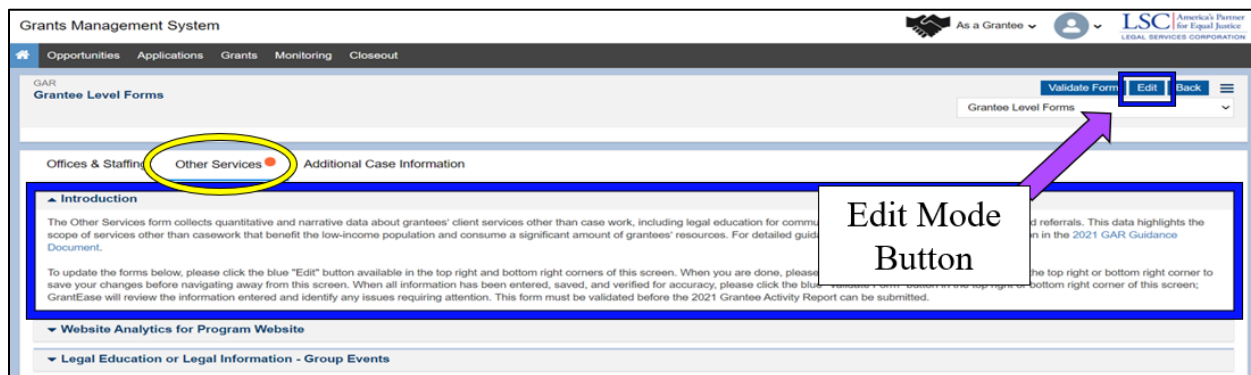 Grants Management System
As a Grantee
LSC America's Partner for Equal Justice
LEGAL SERVICES CORPORATION
Opportunities Applications Grants Monitoring Closeout
GAR
Grantee Level Forms
Validate Form Edit Back
Grantee Level Forms
Offices & Staffing Other Services Additional Case Information
Introduction
The Other Services form collects quantitative and narrative data about grantees' client services other than case work, including legal education for commu d referrals. This data highlights the
scope of services other than casework that benefit the low-income population and consume a significant amount of grantees' resources. For detailed guida on in the 2021 GAR Guidance
Document.
To update the forms below, please click the blue "Edit" button available in the top right and bottom right corners of this screen. When you are done, please the top right or bottom right corner to
save your changes before navigating away from this screen. When all information has been entered, saved, and verified for accuracy, please click the blue "Validate Form" button in the top right or bottom right corner of this screen;
GrantEase will review the information entered and identify any issues requiring attention. This form must be validated before the 2021 Grantee Activity Report can be submitted.
Edit Mode
Button
Website Analytics for Program Website
Legal Education or Legal Information - Group Events